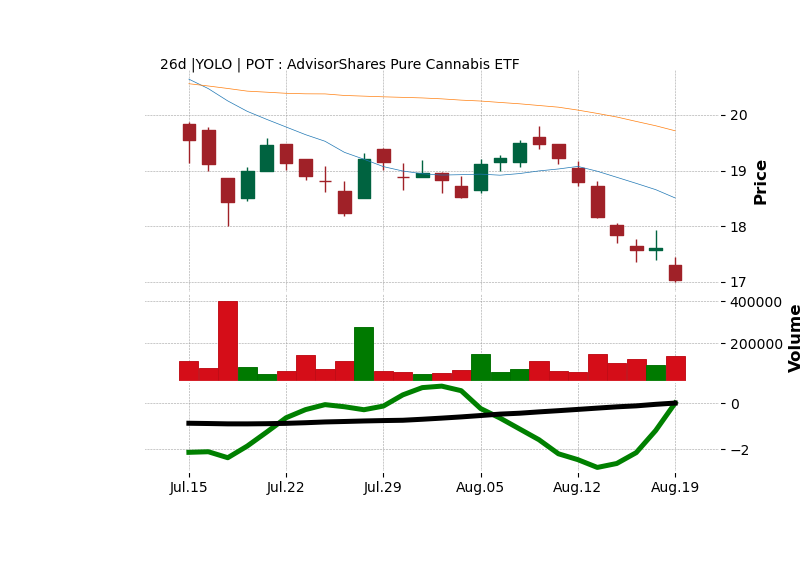 26d |YOLO | POT : AdvisorShares Pure Cannabis ETF
20
19
18
17
Price
400000
200000
Volume
0
−2
Jul.15 Jul.22 Jul.29 Aug.05 Aug.12 Aug.19